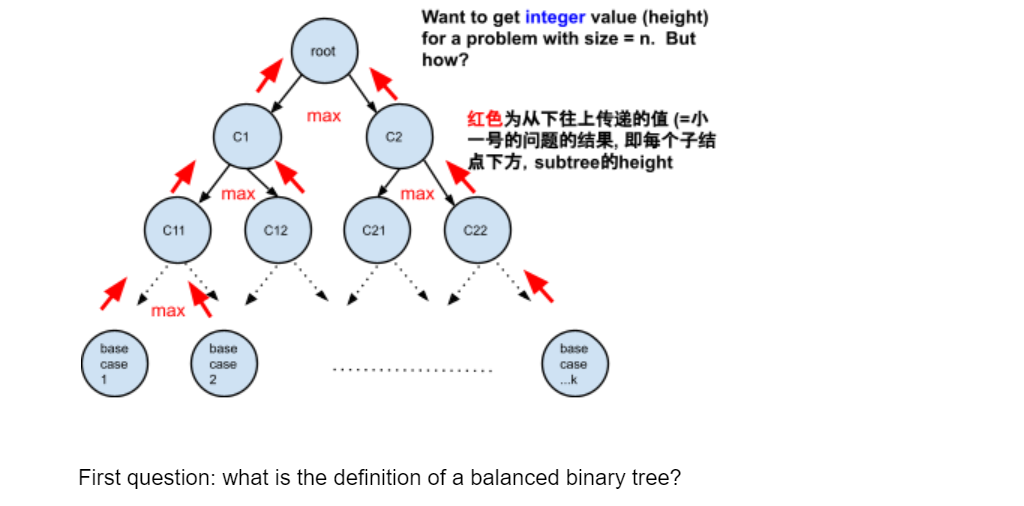 Want to get integer value (height)
for a problem with size = n.  But
how?
root
max
红色为从下往上传递的值 (=小
一号的问题的结果, 即每个子结
点下方, subtree的height
C1
C2
max
max
C11
C12
C21
C22
max
base
case
1
base
case
2
base
case
...k
First question: what is the definition of a balanced binary tree?